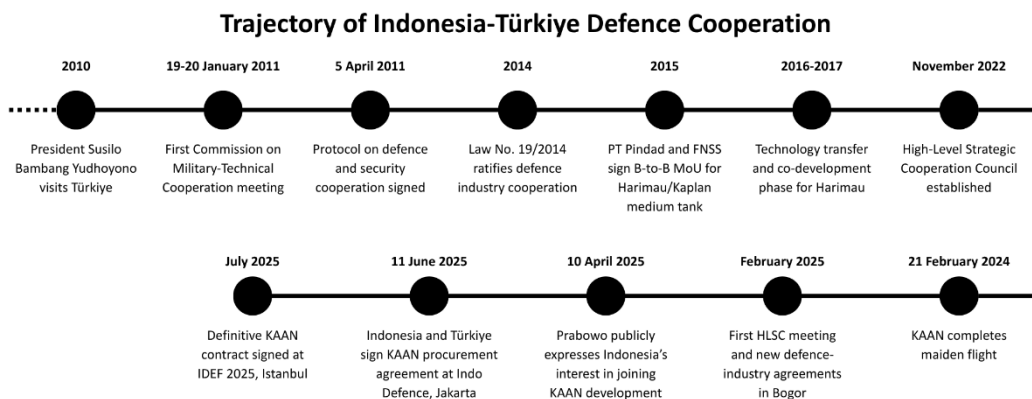 Trajectory of Indonesia-Türkiye Defence Cooperation
2010
President Susilo
Bambang Yudhoyono
visits Türkiye
19-20 January 2011
First Commission on
Military-Technical
Cooperation meeting
5 April 2011
Protocol on defence
and security
cooperation signed
2014
Law No. 19/2014
ratifies defence
industry cooperation
2015
PT Pindad and FNSS
sign B-to-B MoU for
Harimau/Kaplan
medium tank
2016-2017
Technology transfer
and co-development
phase for Harimau
November 2022
High-Level Strategic
Cooperation Council
established
July 2025
Definitive KAAN
contract signed at
IDEF 2025, Istanbul
11 June 2025
Indonesia and Türkiye
sign KAAN procurement
agreement at Indo
Defence, Jakarta
10 April 2025
Prabowo publicly
expresses Indonesia's
interest in joining
KAAN development
February 2025
First HLSC meeting
and new defence-
industry agreements
in Bogor
21 February 2024
KAAN completes
maiden flight